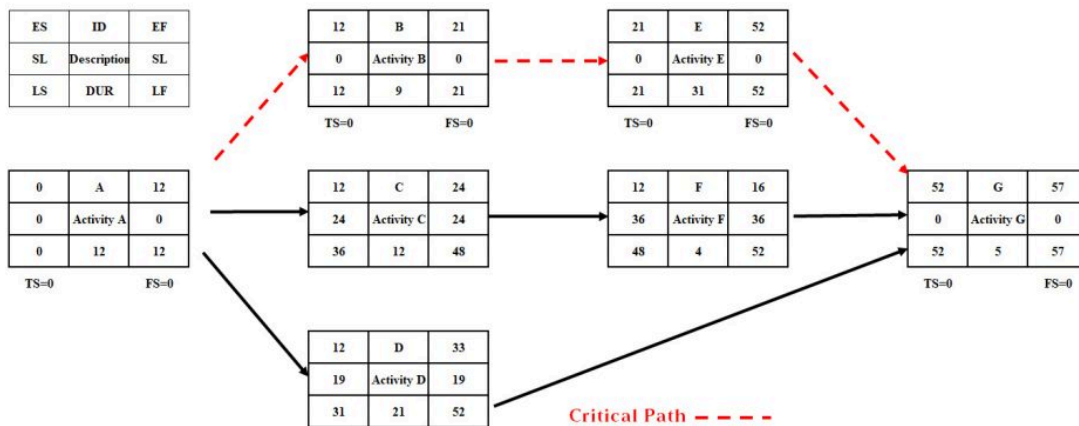 ES ID EF
SL Description SL
LS DUR LF
12 B 21
0 Activity B 0
12 9 21
TS=0 FS=0
21 E 52
0 Activity E 0
21 31 52
TS=0 FS=0
0 A 12
0 Activity A 0
0 12 12
TS=0 FS=0
12 C 24
24 Activity C 24
36 12 48
12 F 16
36 Activity F 36
48 4 52
52 G 57
0 Activity G 0
52 5 57
TS=0 FS=0
12 D 33
19 Activity D 19
31 21 52
Critical Path